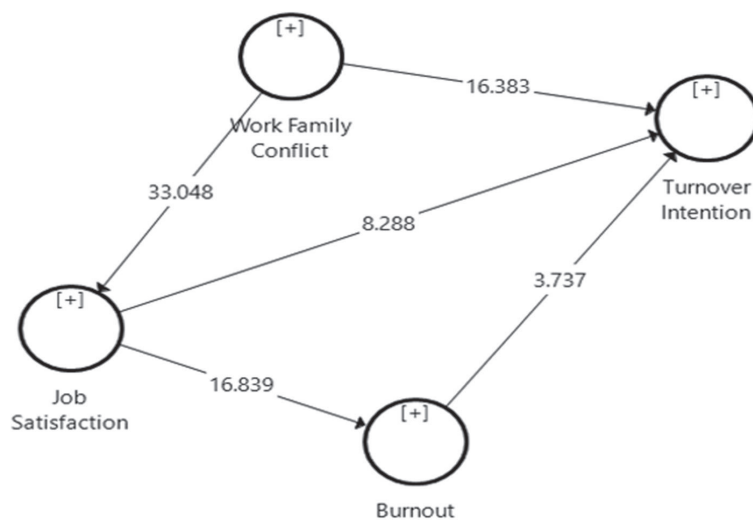 [+]
Work Family
Conflict
16.383
[+]
Turnover
Intention
33.048
8.288
3.737
[+]
Job
Satisfaction
16.839
[+]
Burnout